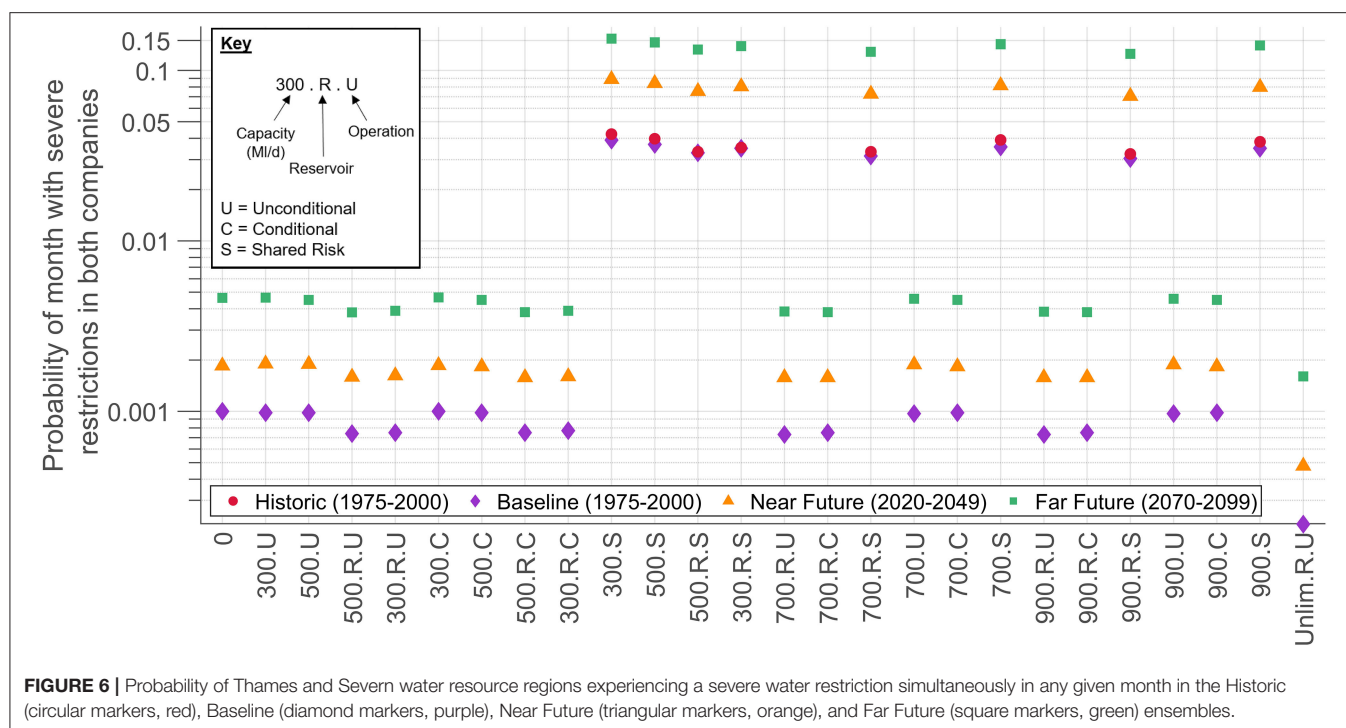 Probability of month with severe
restrictions in both companies
0.15
0.1
0.05
0.01
0.001
Key
300 . R . U
Capacity
(Ml/d)
Operation
Reservoir
U = Unconditional
C = Conditional
S = Shared Risk
Historic (1975-2000) Baseline (1975-2000) Near Future (2020-2049) Far Future (2070-2099)
0
300.U
500.U
500.R.U
300.R.U
300.C
500.C
500.R.C
300.R.C
300.S
500.S
500.R.S
300.R.S
700.R.U
700.R.C
700.R.S
700.U
700.C
700.S
900.R.U
900.R.C
900.R.S
900.U
900.C
900.S
Unlim.R.U
FIGURE 6 | Probability of Thames and Severn water resource regions experiencing a severe water restriction simultaneously in any given month in the Historic
(circular markers, red), Baseline (diamond markers, purple), Near Future (triangular markers, orange), and Far Future (square markers, green) ensembles.